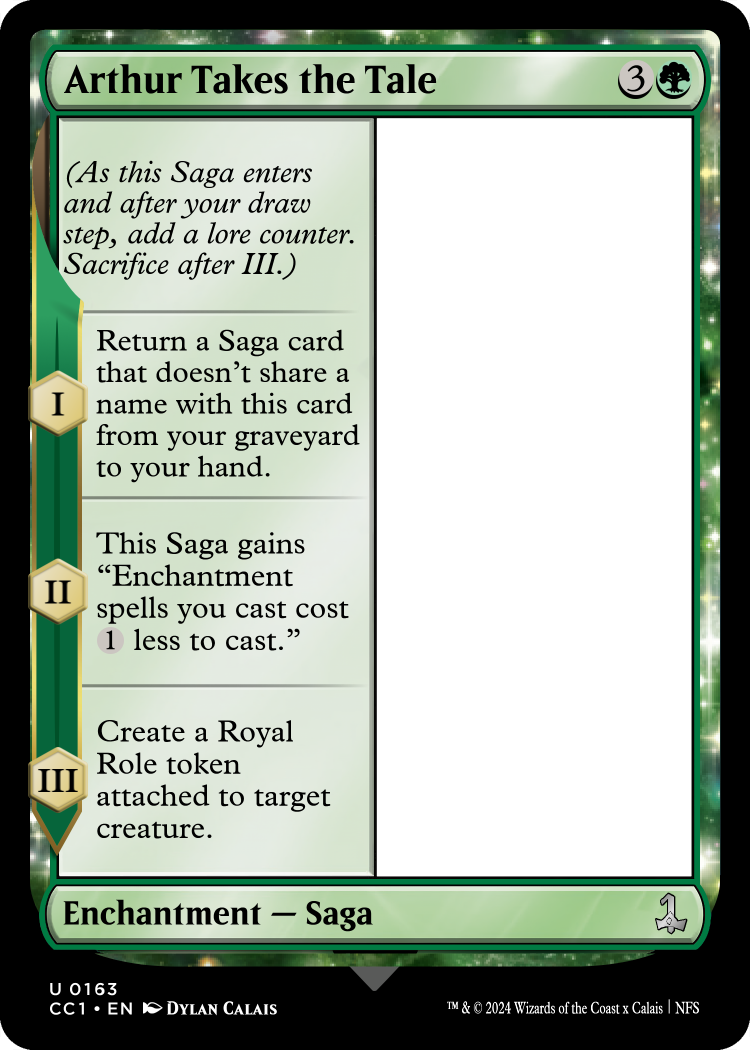 Arthur Takes the Tale 3
(As this Saga enters
and after your draw
step, add a lore counter.
Sacrifice after III.)
I
Return a Saga card
that doesn’t share a
name with this card
from your graveyard
to your hand.
II
This Saga gains
“Enchantment
spells you cast cost
1 less to cast.”
III
Create a Royal
Role token
attached to target
creature.
Enchantment — Saga 1
U 0163
CC1 • EN Dylan Calais
™ & © 2024 Wizards of the Coast x Calais | NFS